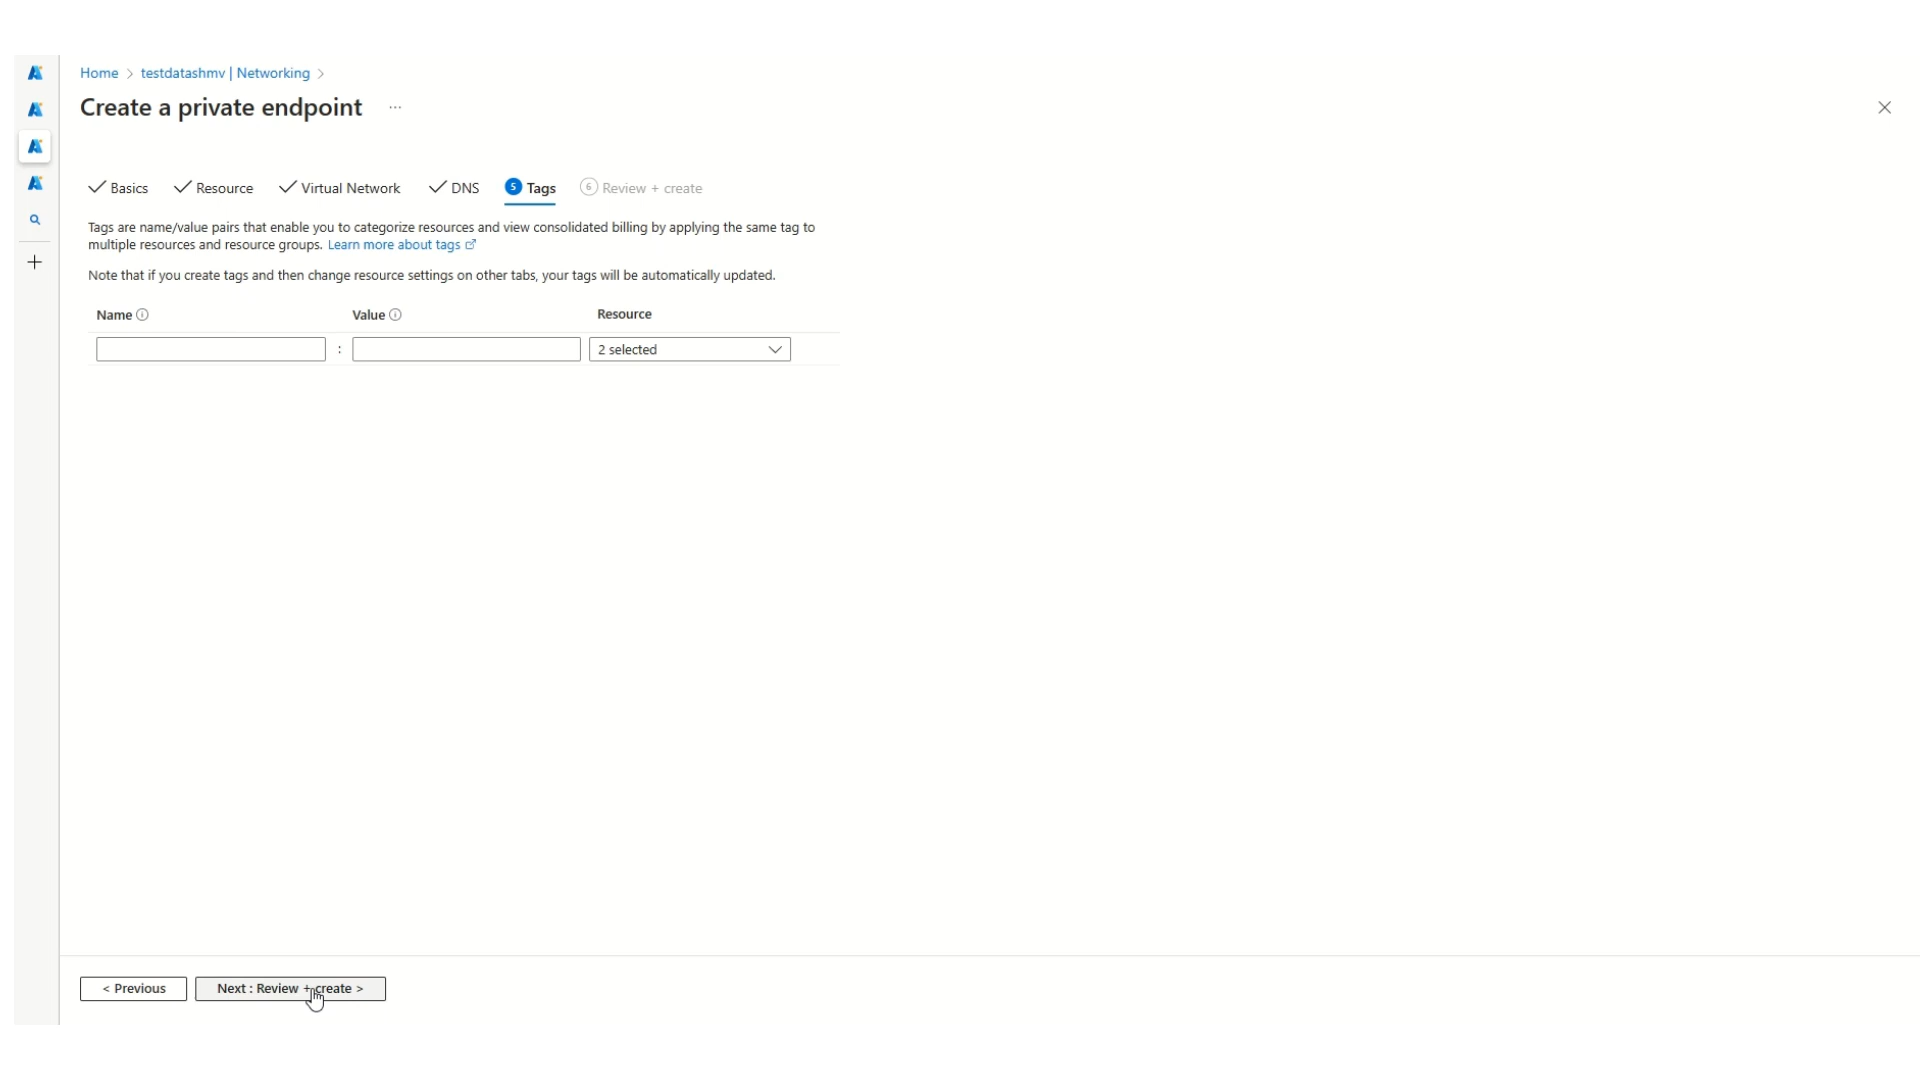 Home > testdatashmv | Networking >
Create a private endpoint ...
Basics Resource Virtual Network DNS 5 Tags 6 Review + create
Tags are name/value pairs that enable you to categorize resources and view consolidated billing by applying the same tag to
multiple resources and resource groups. Learn more about tags
Note that if you create tags and then change resource settings on other tabs, your tags will be automatically updated.
Name Value Resource
: 2 selected
< Previous Next : Review + create >